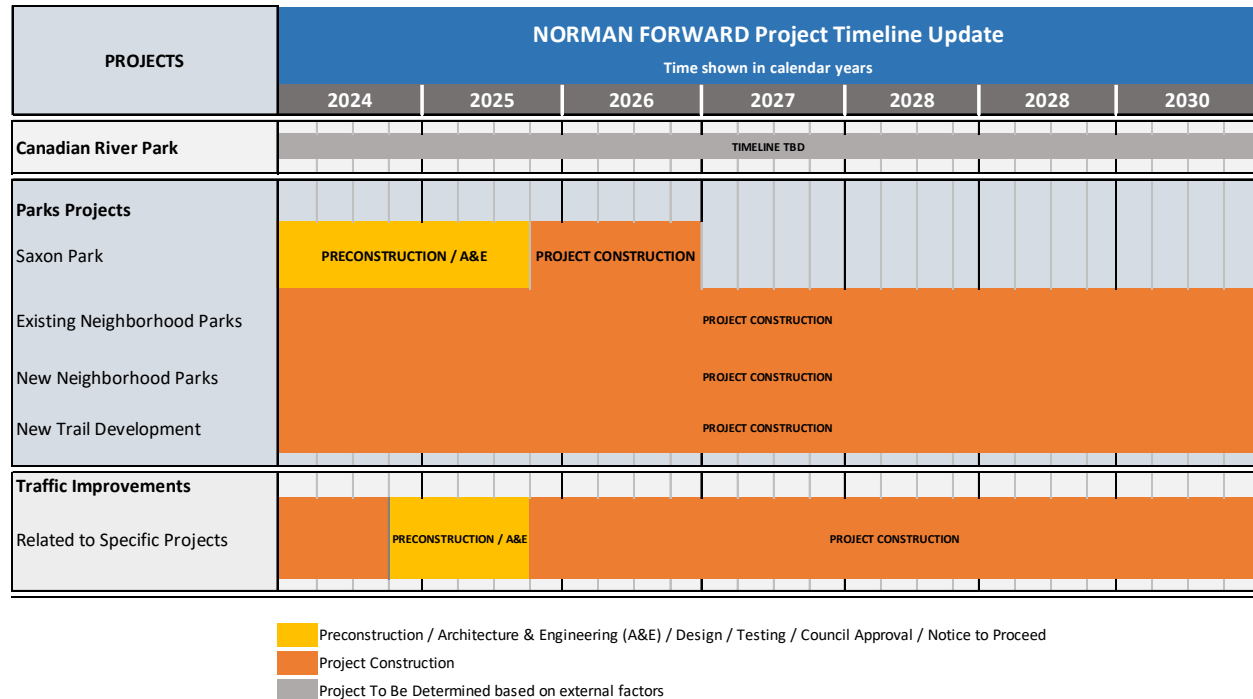 PROJECTS
NORMAN FORWARD Project Timeline Update
Time shown in calendar years
2024 2025 2026 2027 2028 2028 2030
Canadian River Park
TIMELINE TBD
Parks Projects
Saxon Park
PRECONSTRUCTION / A&E
PROJECT CONSTRUCTION
Existing Neighborhood Parks
PROJECT CONSTRUCTION
New Neighborhood Parks
PROJECT CONSTRUCTION
New Trail Development
PROJECT CONSTRUCTION
Traffic Improvements
Related to Specific Projects
PRECONSTRUCTION / A&E
PROJECT CONSTRUCTION
Preconstruction / Architecture & Engineering (A&E) / Design / Testing / Council Approval / Notice to Proceed
Project Construction
Project To Be Determined based on external factors